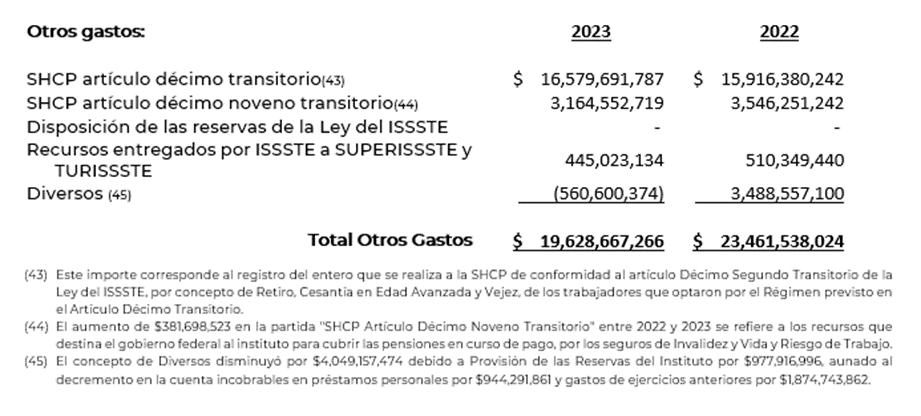 Otros gastos: 2023 2022
SHCP artículo décimo transitorio(43) $ 16,579,691,787 $ 15,916,380,242
SHCP artículo décimo noveno transitorio(44) 3,164,552,719 3,546,251,242
Disposición de las reservas de la Ley del ISSSTE - -
Recursos entregados por ISSSTE a SUPERISSSTE y
TURISSSTE 445,023,134 510,349,440
Diversos (45) (560,600,374) 3,488,557,100
Total Otros Gastos $ 19,628,667,266 $ 23,461,538,024
(43) Este importe corresponde al registro del entero que se realiza a la SHCP de conformidad al artículo Décimo Segundo Transitorio de la
Ley del ISSSTE, por concepto de Retiro, Cesantía en Edad Avanzada y Vejez, de los trabajadores que optaron por el Régimen previsto en
el Artículo Décimo Transitorio.
(44) El aumento de $381,698,523 en la partida "SHCP Artículo Décimo Noveno Transitorio" entre 2022 y 2023 se refiere a los recursos que
destina el gobierno federal al instituto para cubrir las pensiones en curso de pago, por los seguros de Invalidez y Vida y Riesgo de Trabajo.
(45) El concepto de Diversos disminuyó por $4,049,157,474 debido a Provisión de las Reservas del Instituto por $977,916,996, aunado al
decremento en la cuenta incobrables en préstamos personales por $944,291,861 y gastos de ejercicios anteriores por $1,874,743,862.